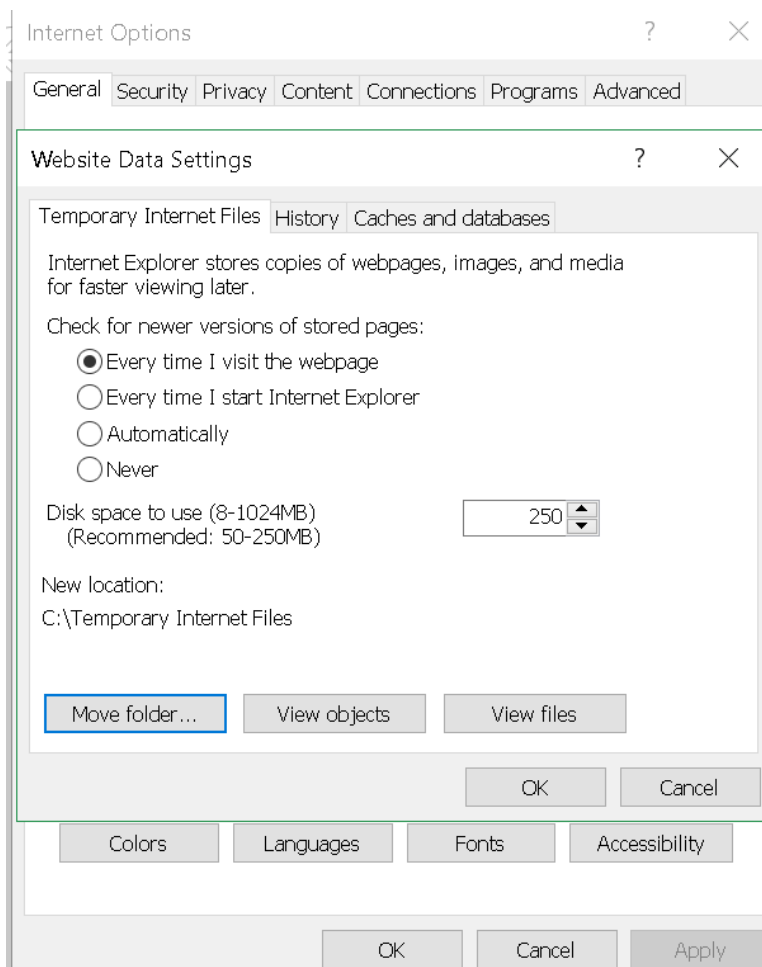 Internet Options
General Security Privacy Content Connections Programs Advanced
Website Data Settings
Temporary Internet Files History Caches and databases
Internet Explorer stores copies of webpages, images, and media
for faster viewing later.
Check for newer versions of stored pages:
Every time I visit the webpage
Every time I start Internet Explorer
Automatically
Never
Disk space to use (8-1024MB) 250
(Recommended: 50-250MB)
New location:
C:\Temporary Internet Files
Move folder... View objects View files
OK Cancel
Colors Languages Fonts Accessibility
OK Cancel Apply